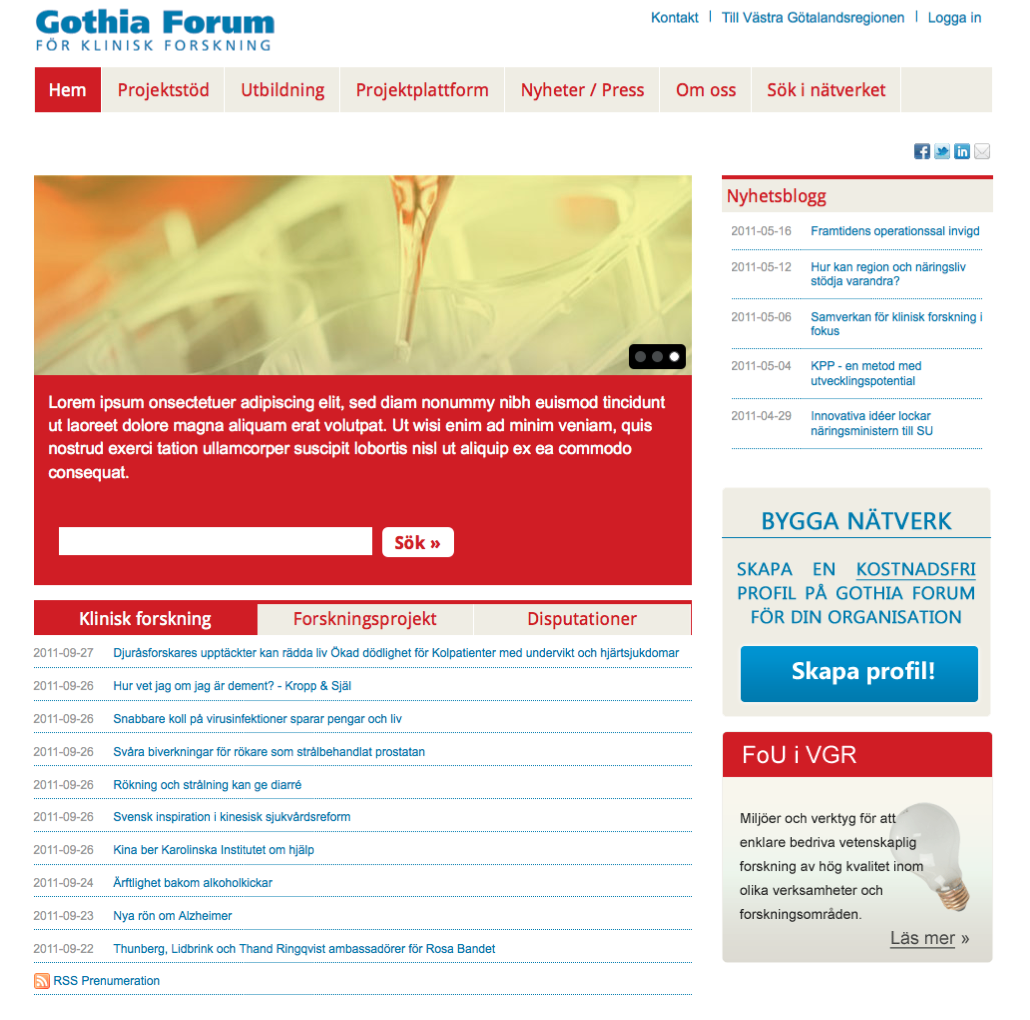 Gothia Forum
FÖR KLINISK FORSKNING
Kontakt | Till Västra Götalandsregionen | Logga in
Hem Projektstöd Utbildning Projektplattform Nyheter / Press Om oss Sök i nätverket
Lorem ipsum onsectetuer adipiscing elit, sed diam nonummy nibh euismod tincidunt
ut laoreet dolore magna aliquam erat volutpat. Ut wisi enim ad minim veniam, quis
nostrud exerci tation ullamcorper suscipit lobortis nisl ut aliquip ex ea commodo
consequat.
Sök »
Klinisk forskning Forskningsprojekt Disputationer
2011-09-27 Djuråsforskares upptäckter kan rädda liv Ökad dödlighet för Kolpatienter med undervikt och hjärtsjukdomar
2011-09-26 Hur vet jag om jag är dement? - Kropp & Själ
2011-09-26 Snabbare koll på virusinfektioner sparar pengar och liv
2011-09-26 Svåra biverkningar för rökare som strålbehandlat prostatan
2011-09-26 Rökning och strålning kan ge diarré
2011-09-26 Svensk inspiration i kinesisk sjukvårdsreform
2011-09-26 Kina ber Karolinska Institutet om hjälp
2011-09-24 Ärftlighet bakom alkoholkickar
2011-09-23 Nya rön om Alzheimer
2011-09-22 Thunberg, Lidbrink och Thand Ringqvist ambassadörer för Rosa Bandet
RSS Prenumeration
Nyhetsblogg
2011-05-16 Framtidens operationssal invigd
2011-05-12 Hur kan region och näringsliv
stödja varandra?
2011-05-06 Samverkan för klinisk forskning i
fokus
2011-05-04 KPP - en metod med
utvecklingspotential
2011-04-29 Innovativa idéer lockar
näringsministern till SU
BYGGA NÄTVERK
SKAPA EN KOSTNADSFRI
PROFIL PÅ GOTHIA FORUM
FÖR DIN ORGANISATION
Skapa profil!
FoU i VGR
Miljöer och verktyg för att
enklare bedriva vetenskaplig
forskning av hög kvalitet inom
olika verksamheter och
forskningsområden.
Läs mer »